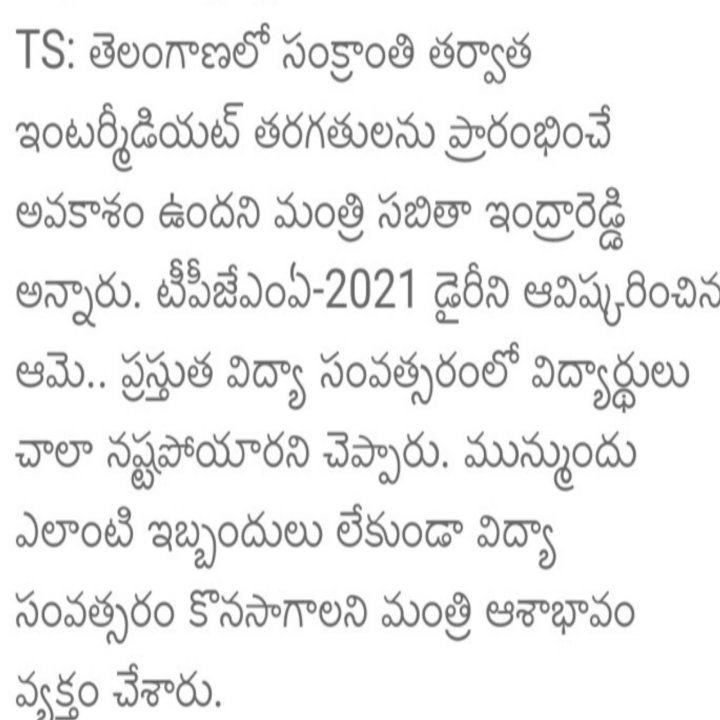 TS: తెలంగాణలో సంక్రాంతి తర్వాత
ఇంటర్మీడియట్ తరగతులను ప్రారంభించే
అవకాశం ఉందని మంత్రి సబితా ఇంద్రారెడ్డి
అన్నారు. టీపీజేఎంఏ-2021 డైరీని ఆవిష్కరించిన
ఆమె.. ప్రస్తుత విద్యా సంవత్సరంలో విద్యార్థులు
చాలా నష్టపోయారని చెప్పారు. మున్ముందు
ఎలాంటి ఇబ్బందులు లేకుండా విద్యా
సంవత్సరం కొనసాగాలని మంత్రి ఆశాభావం
వ్యక్తం చేశారు.